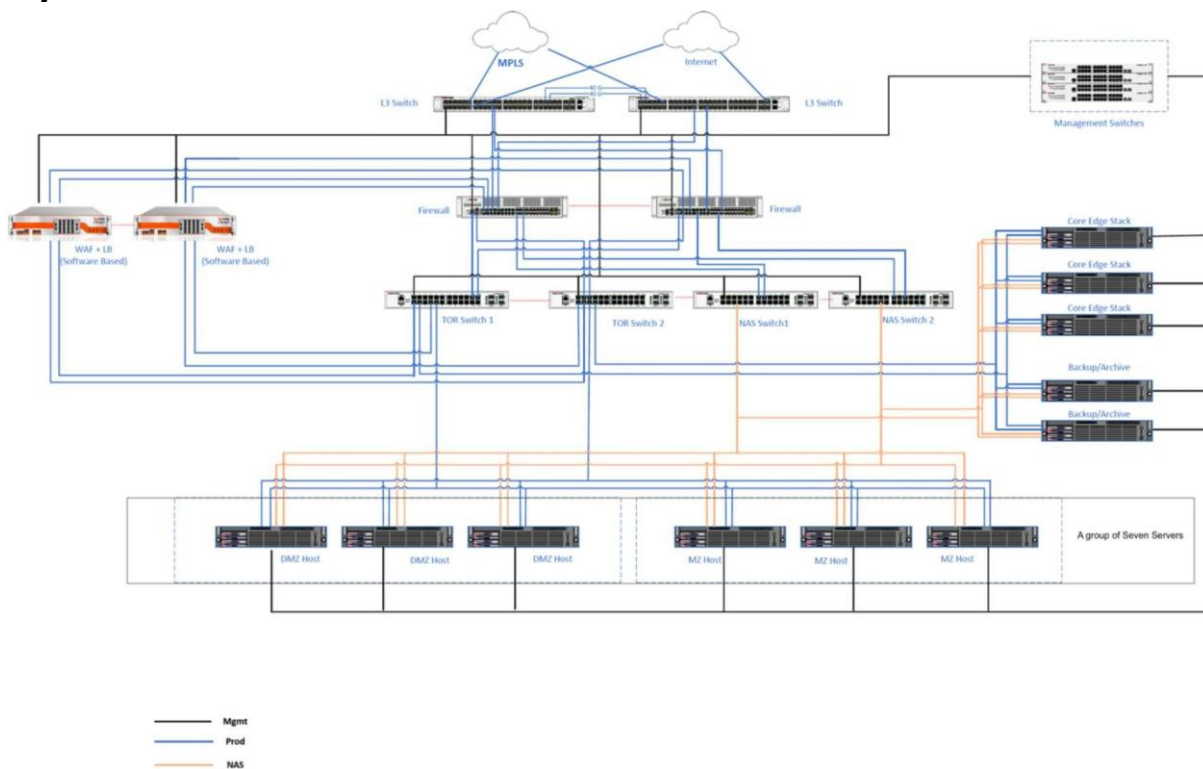 MPLS
Internet
40 G
40 G
L3 Switch
L3 Switch
Management Switches
Firewall
Firewall
WAF + LB
(Software Based)
WAF + LB
(Software Based)
Core Edge Stack
Core Edge Stack
Core Edge Stack
Backup/Archive
Backup/Archive
TOR Switch 1
TOR Switch 2
NAS Switch1
NAS Switch 2
DMZ Host
DMZ Host
DMZ Host
MZ Host
MZ Host
MZ Host
A group of Seven Servers
Mgmt
Prod
NAS